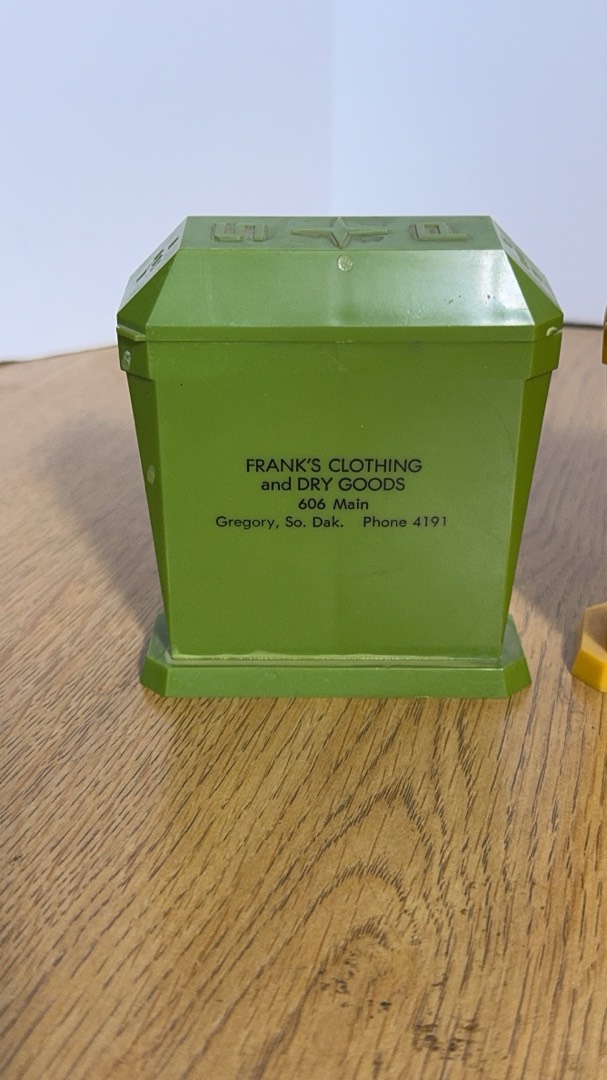 S P
FRANK'S CLOTHING
and DRY GOODS
606 Main
Gregory, So. Dak. Phone 4191